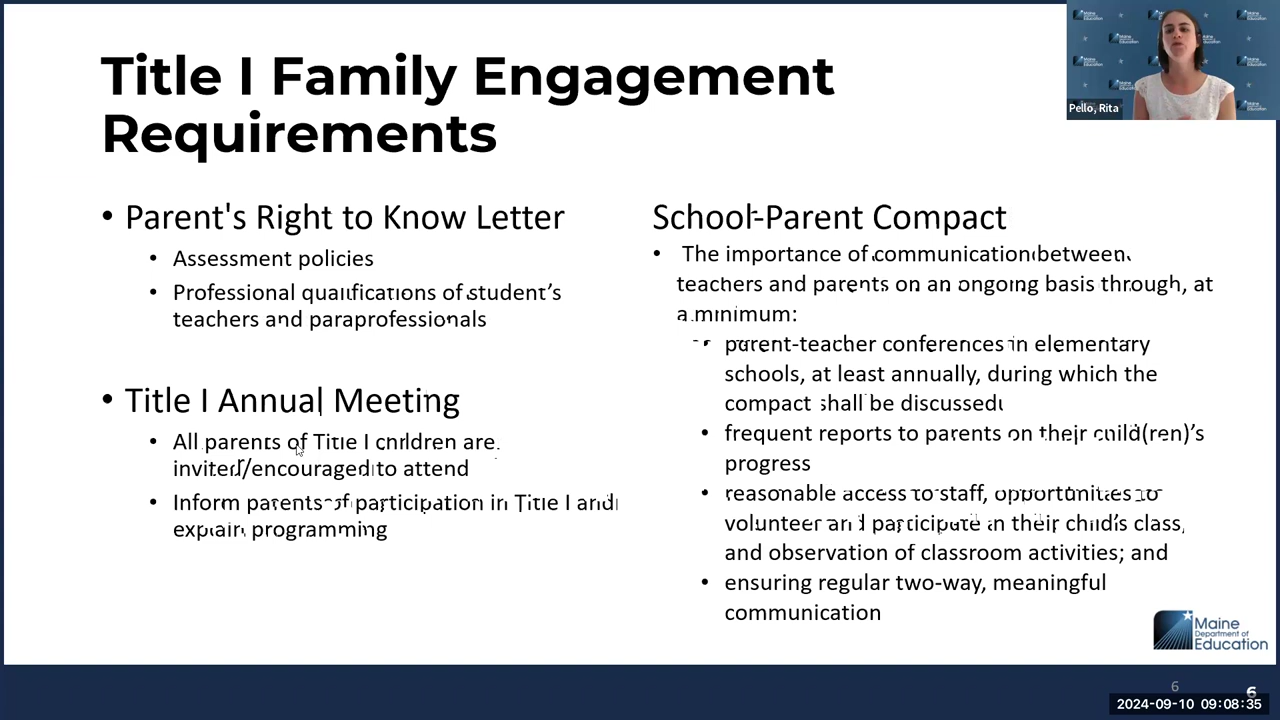 Title I Family Engagement
Requirements
• Parent's Right to Know Letter
• Assessment policies
• Professional qualifications of student's
teachers and paraprofessionals
• Title I Annual Meeting
• All parents of Title I children are
invited/encouraged to attend
• Inform parents of participation in Title I and
explain programming
School-Parent Compact
• The importance of communication between
teachers and parents on an ongoing basis through, at
a minimum:
• parent-teacher conferences in elementary
schools, at least annually, during which the
compact shall be discussed
• frequent reports to parents on their child(ren)'s
progress
• reasonable access to staff, opportunities to
volunteer and participate in their child's class,
and observation of classroom activities; and
• ensuring regular two-way, meaningful
communication
Pello, Rita
Maine
Department of
Education
6
6
2024-09-10 09:08:35